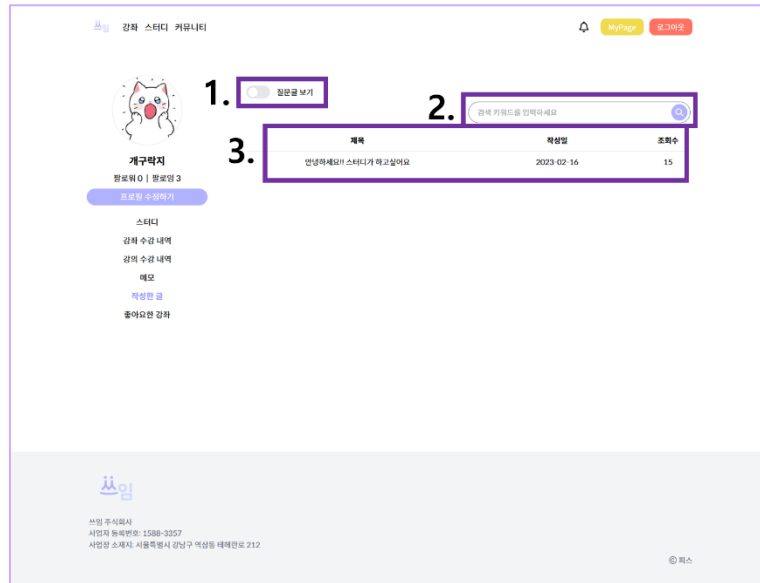 쓰임 강좌 스터디 커뮤니티 MyPage 로그아웃
1. 질문글 보기
2. 검색 키워드를 입력하세요
3. 제목 작성일 조회수
안녕하세요!! 스터디가 하고싶어요 2023-02-16 15
개구락지
팔로워 0 | 팔로잉 3
프로필 수정하기
스터디
강좌 수강 내역
강의 수강 내역
메모
작성한 글
좋아요한 강좌
쓰임
쓰임 주식회사
사업자 등록번호: 1588-3357
사업장 소재지: 서울특별시 강남구 역삼동 테헤란로 212
ⓒ 피스